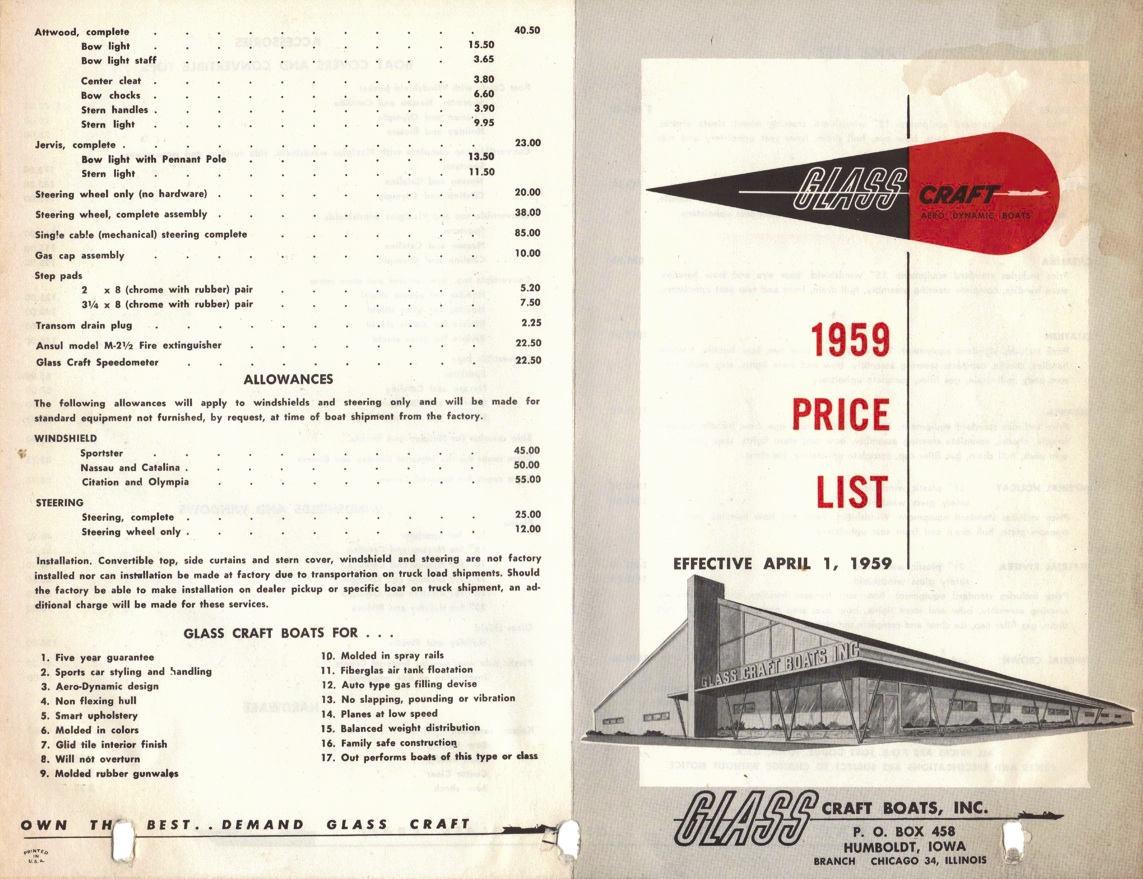 Attwood, complete . . . . . . . . . . 40.50
Bow light . . . . . . . . . 15.50
Bow light staff . . . . . . . . 3.65
Center cleat . . . . . . . . 3.80
Bow chocks . . . . . . . . 6.60
Stern handles . . . . . . . . 3.90
Stern light . . . . . . . . 9.95
Jervis, complete . . . . . . . . . . 23.00
Bow light with Pennant Pole . . . . . 13.50
Stern light . . . . . . . . 11.50
Steering wheel only (no hardware) . . . . . . . 20.00
Steering wheel, complete assembly . . . . . . . 38.00
Single cable (mechanical) steering complete . . . . . 85.00
Gas cap assembly . . . . . . . . . 10.00
Step pads
2 x 8 (chrome with rubber) pair . . . . . 5.20
3¼ x 8 (chrome with rubber) pair . . . . . 7.50
Transom drain plug . . . . . . . . . 2.25
Ansul model M-2½ Fire extinguisher . . . . . . 22.50
Glass Craft Speedometer . . . . . . . . 22.50
ALLOWANCES
The following allowances will apply to windshields and steering only and will be made for
standard equipment not furnished, by request, at time of boat shipment from the factory.
WINDSHIELD
Sportster . . . . . . . . . 45.00
Nassau and Catalina . . . . . . . . 50.00
Citation and Olympia . . . . . . . . 55.00
STEERING
Steering, complete . . . . . . . . 25.00
Steering wheel only . . . . . . . . 12.00
Installation. Convertible top, side curtains and stern cover, windshield and steering are not factory
installed nor can installation be made at factory due to transportation on truck load shipments. Should
the factory be able to make installation on dealer pickup or specific boat on truck shipment, an ad-
ditional charge will be made for these services.
GLASS CRAFT BOATS FOR . . .
1. Five year guarantee
2. Sports car styling and handling
3. Aero-Dynamic design
4. Non flexing hull
5. Smart upholstery
6. Molded in colors
7. Glid tile interior finish
8. Will not overturn
9. Molded rubber gunwales
10. Molded in spray rails
11. Fiberglas air tank floatation
12. Auto type gas filling devise
13. No slapping, pounding or vibration
14. Planes at low speed
15. Balanced weight distribution
16. Family safe construction
17. Out performs boats of this type or class
OWN TH BEST..DEMAND GLASS CRAFT
PRINTED
IN
U.S.A.
GLASS CRAFT
AERO DYNAMIC BOATS
1959
PRICE
LIST
EFFECTIVE APRIL 1, 1959
GLASS CRAFT BOATS INC
GLASS CRAFT BOATS, INC.
P. O. BOX 458
HUMBOLDT, IOWA
BRANCH CHICAGO 34, ILLINOIS